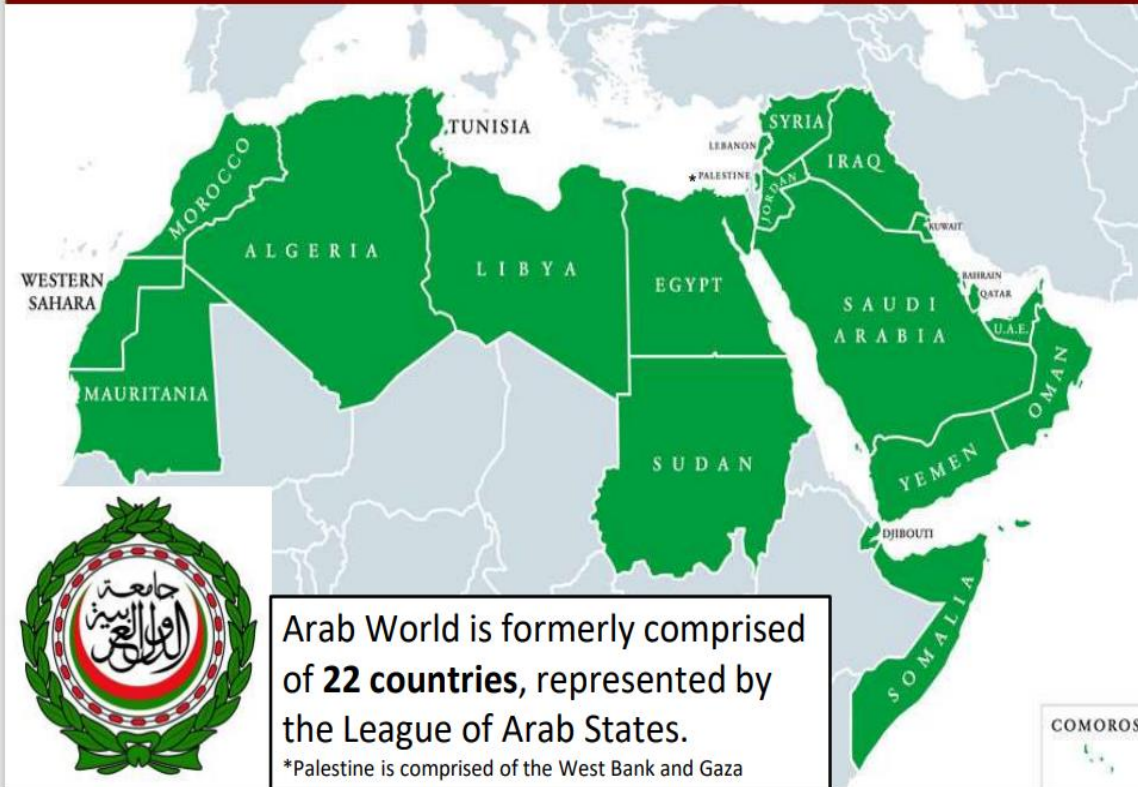 TUNISIA
SYRIA
LEBANON
IRAQ
MOROCCO
* PALESTINE
JORDAN
KUWAIT
ALGERIA
LIBYA
EGYPT
WESTERN
SAHARA
BAHRAIN
QATAR
SAUDI
ARABIA
U.A.E.
OMAN
MAURITANIA
SUDAN
YEMEN
DJIBOUTI
SOMALIA
جامعة
الدول العربية
Arab World is formerly comprised
of 22 countries, represented by
the League of Arab States.
*Palestine is comprised of the West Bank and Gaza
COMOROS